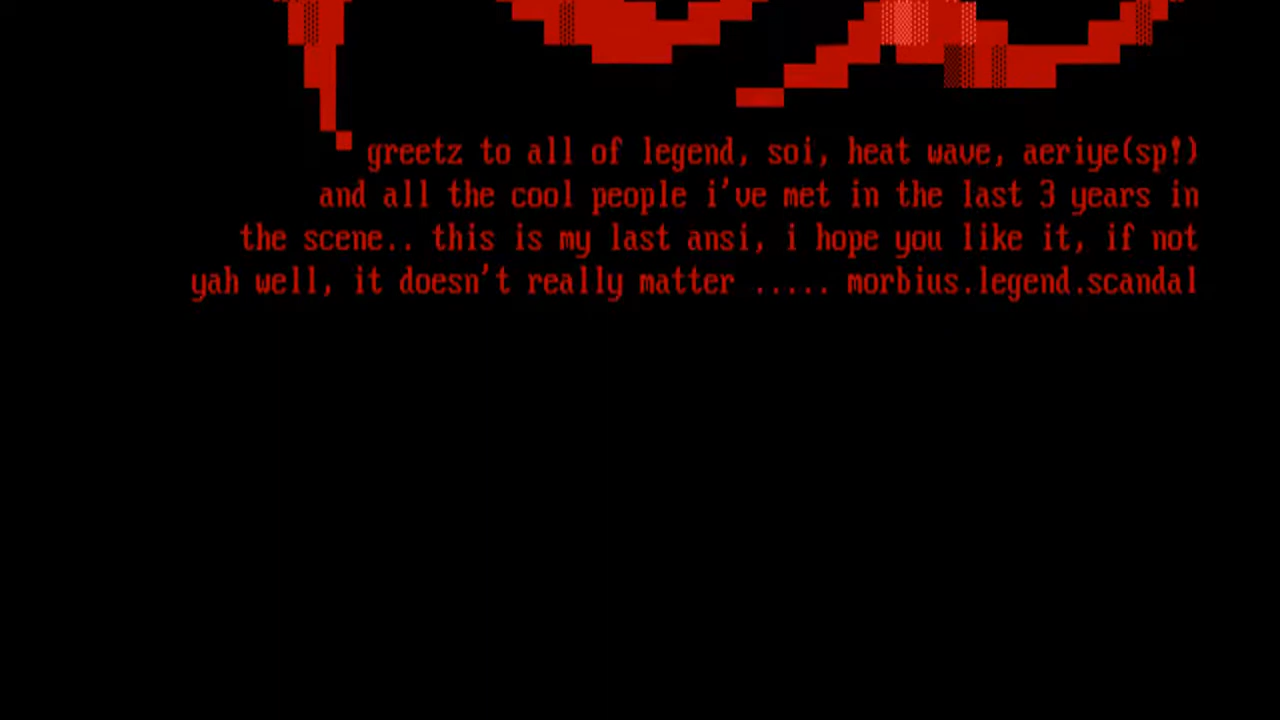 greetz to all of legend, soi, heat wave, aeriye(sp!)
and all the cool people i've met in the last 3 years in
the scene.. this is my last ansi, i hope you like it, if not
yah well, it doesn't really matter ..... morbius.legend.scandal